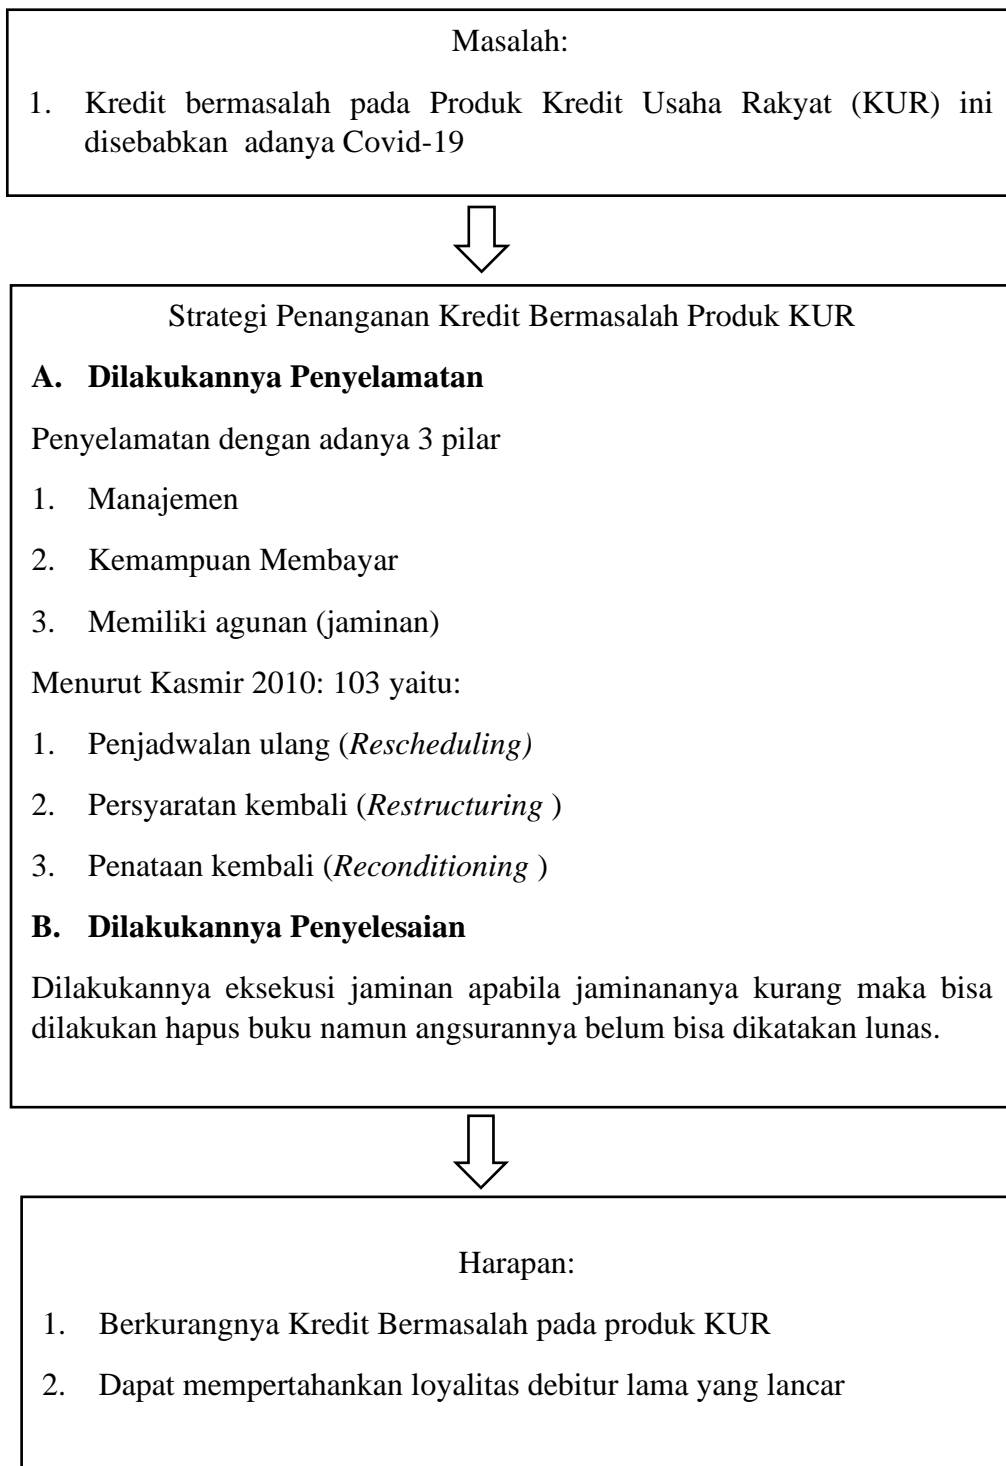 Masalah:
1. Kredit bermasalah pada Produk Kredit Usaha Rakyat (KUR) ini
disebabkan adanya Covid-19
Strategi Penanganan Kredit Bermasalah Produk KUR
A. Dilakukannya Penyelamatan
Penyelamatan dengan adanya 3 pilar
1. Manajemen
2. Kemampuan Membayar
3. Memiliki agunan (jaminan)
Menurut Kasmir 2010: 103 yaitu:
1. Penjadwalan ulang (Rescheduling)
2. Persyaratan kembali (Restructuring )
3. Penataan kembali (Reconditioning )
B. Dilakukannya Penyelesaian
Dilakukannya eksekusi jaminan apabila jaminananya kurang maka bisa
dilakukan hapus buku namun angsurannya belum bisa dikatakan lunas.
Harapan:
1. Berkurangnya Kredit Bermasalah pada produk KUR
2. Dapat mempertahankan loyalitas debitur lama yang lancar